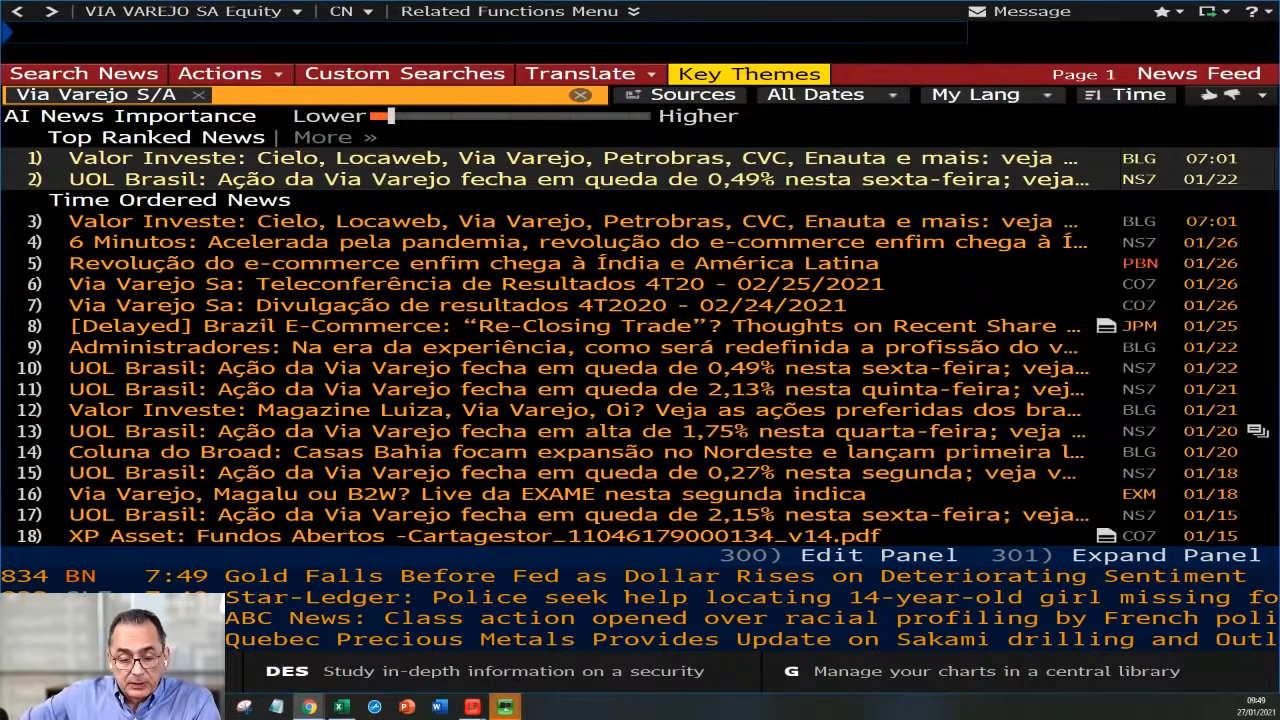 VIA VAREJO SA Equity CN Related Functions Menu Message ?
Search News Actions Custom Searches Translate Key Themes Page 1 News Feed
Via Varejo S/A Sources All Dates My Lang Time
AI News Importance Lower Higher
Top Ranked News | More »
1) Valor Investe: Cielo, Locaweb, Via Varejo, Petrobras, CVC, Enauta e mais: veja ... BLG 07:01
2) UOL Brasil: Ação da Via Varejo fecha em queda de 0,49% nesta sexta-feira; veja... NS7 01/22
Time Ordered News
3) Valor Investe: Cielo, Locaweb, Via Varejo, Petrobras, CVC, Enauta e mais: veja ... BLG 07:01
4) 6 Minutos: Acelerada pela pandemia, revolução do e-commerce enfim chega à Í... NS7 01/26
5) Revolução do e-commerce enfim chega à Índia e América Latina PBN 01/26
6) Via Varejo Sa: Teleconferência de Resultados 4T20 - 02/25/2021 CO7 01/26
7) Via Varejo Sa: Divulgação de resultados 4T2020 - 02/24/2021 CO7 01/26
8) [Delayed] Brazil E-Commerce: “Re-Closing Trade”? Thoughts on Recent Share ... JPM 01/25
9) Administradores: Na era da experiência, como será redefinida a profissão do v... BLG 01/22
10) UOL Brasil: Ação da Via Varejo fecha em queda de 0,49% nesta sexta-feira; veja... NS7 01/22
11) UOL Brasil: Ação da Via Varejo fecha em queda de 2,13% nesta quinta-feira; vej... NS7 01/21
12) Valor Investe: Magazine Luiza, Via Varejo, Oi? Veja as ações preferidas dos bra... BLG 01/21
13) UOL Brasil: Ação da Via Varejo fecha em alta de 1,75% nesta quarta-feira; veja ... NS7 01/20
14) Coluna do Broad: Casas Bahia focam expansão no Nordeste e lançam primeira l... BLG 01/20
15) UOL Brasil: Ação da Via Varejo fecha em queda de 0,27% nesta segunda; veja v... NS7 01/18
16) Via Varejo, Magalu ou B2W? Live da EXAME nesta segunda indica EXM 01/18
17) UOL Brasil: Ação da Via Varejo fecha em queda de 2,15% nesta sexta-feira; veja... NS7 01/15
18) XP Asset: Fundos Abertos -Cartagestor_11046179000134_v14.pdf CO7 01/15
300) Edit Panel 301) Expand Panel
834 BN 7:49 Gold Falls Before Fed as Dollar Rises on Deteriorating Sentiment
Star-Ledger: Police seek help locating 14-year-old girl missing fo
ABC News: Class action opened over racial profiling by French poli
Quebec Precious Metals Provides Update on Sakami drilling and Outl
DES Study in-depth information on a security G Manage your charts in a central library
09:49
27/01/2021